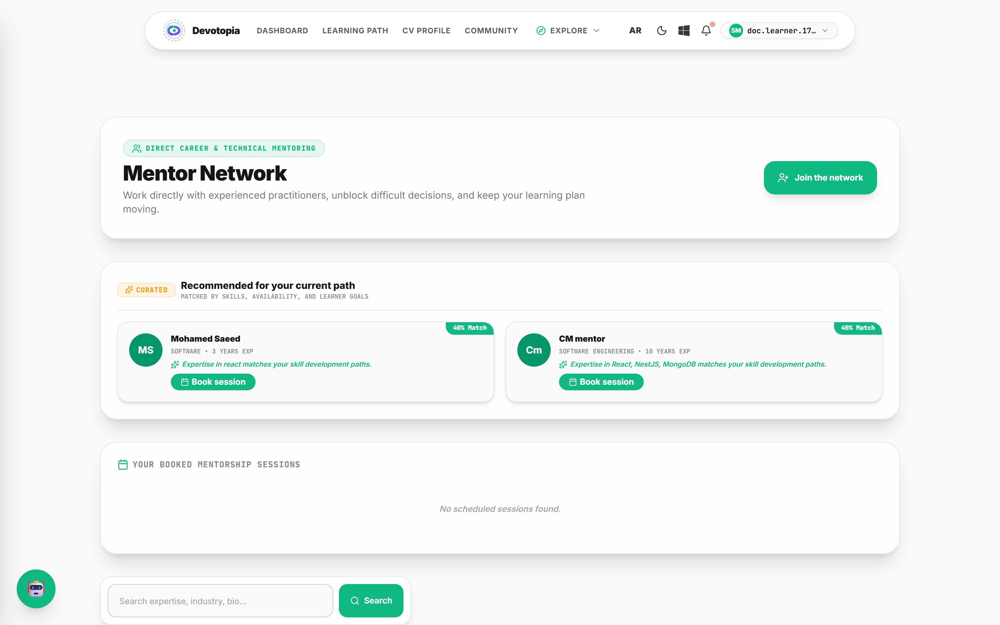 Devotopia DASHBOARD LEARNING PATH CV PROFILE COMMUNITY EXPLORE AR SM doc.learner.17…
DIRECT CAREER & TECHNICAL MENTORING
Mentor Network
Work directly with experienced practitioners, unblock difficult decisions, and keep your learning plan
moving.
Join the network
CURATED
Recommended for your current path
MATCHED BY SKILLS, AVAILABILITY, AND LEARNER GOALS
40% Match
MS
Mohamed Saeed
SOFTWARE • 3 YEARS EXP
Expertise in react matches your skill development paths.
Book session
40% Match
Cm
CM mentor
SOFTWARE ENGINEERING • 10 YEARS EXP
Expertise in React, NestJS, MongoDB matches your skill development paths.
Book session
YOUR BOOKED MENTORSHIP SESSIONS
No scheduled sessions found.
Search expertise, industry, bio...
Search